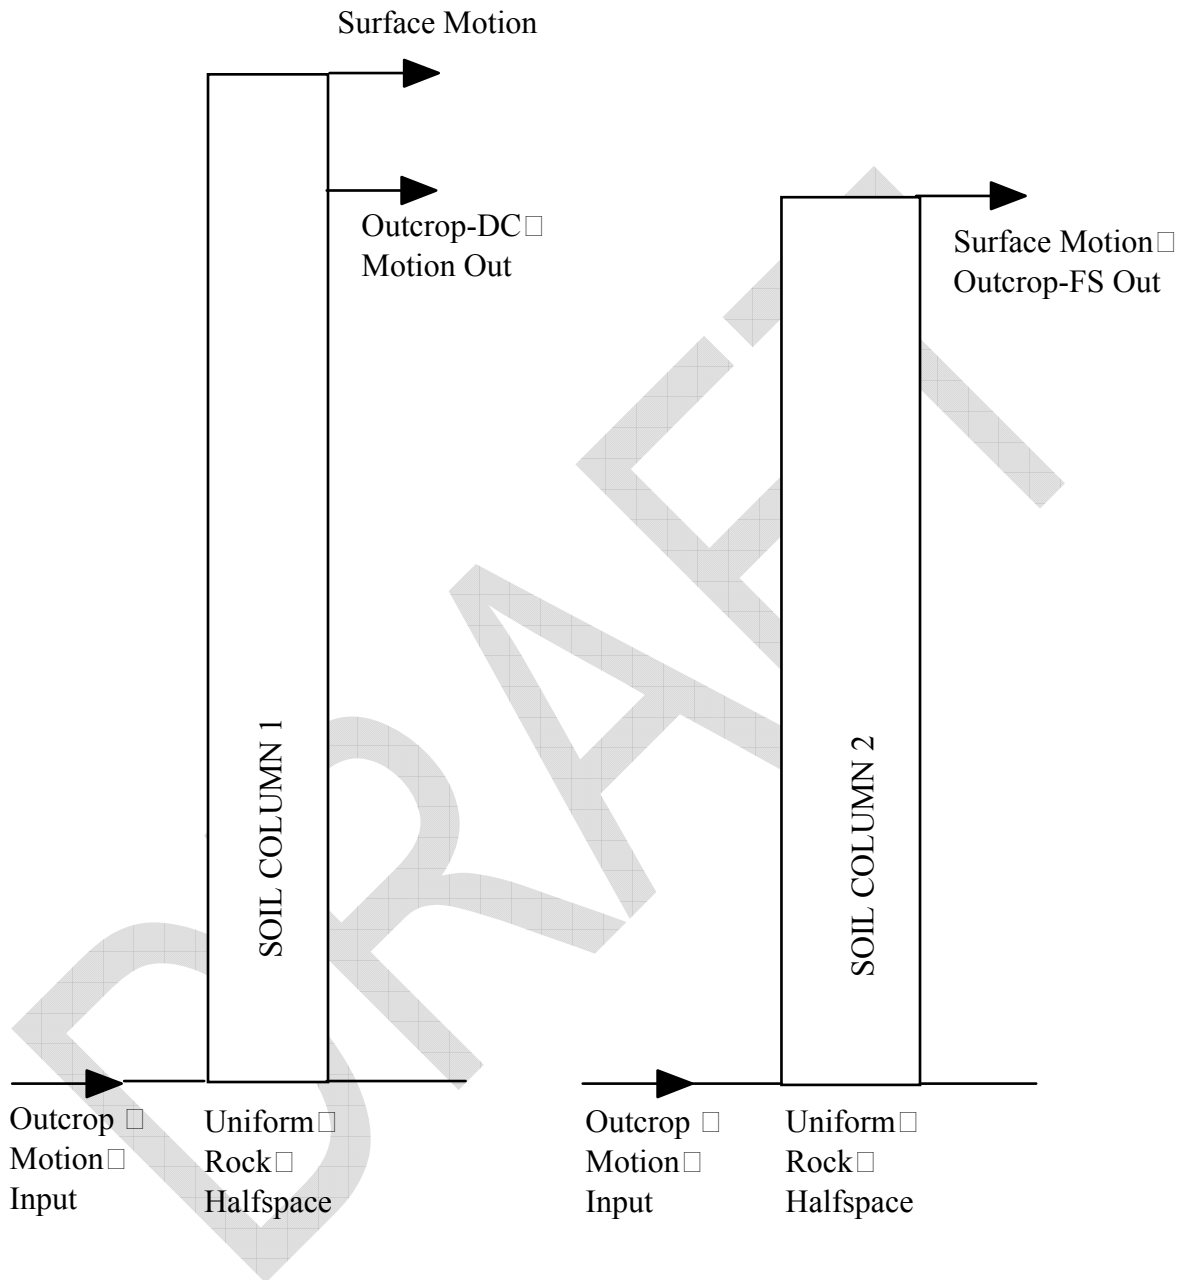 Surface Motion
Outcrop-DC□
Motion Out
Surface Motion□
Outcrop-FS Out
SOIL COLUMN 1
SOIL COLUMN 2
DRAFT
Outcrop □
Motion□
Input
Uniform□
Rock□
Halfspace
Outcrop □
Motion□
Input
Uniform□
Rock□
Halfspace